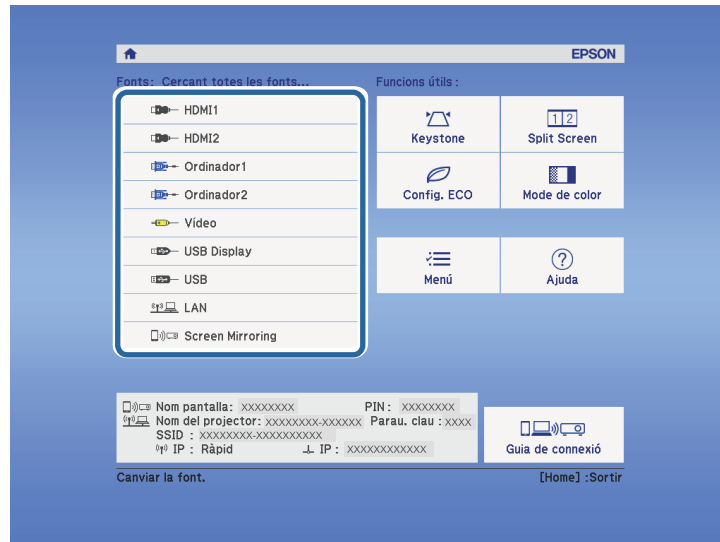 EPSON
Fonts: Cercant totes les fonts...
HDMI1
HDMI2
Ordinador1
Ordinador2
Vídeo
USB Display
USB
LAN
Screen Mirroring
Funcions útils :
Keystone
1 2
Split Screen
Config. ECO
Mode de color
Menú
?
Ajuda
Nom pantalla: XXXXXXXX PIN: XXXXXXXX
Nom del projector: XXXXXXXX-XXXXXX Parau. clau : XXXX
SSID : XXXXXXXX-XXXXXXXXXX
IP : Ràpid IP : XXXXXXXXXXXX
Guia de connexió
Canviar la font. [Home] :Sortir